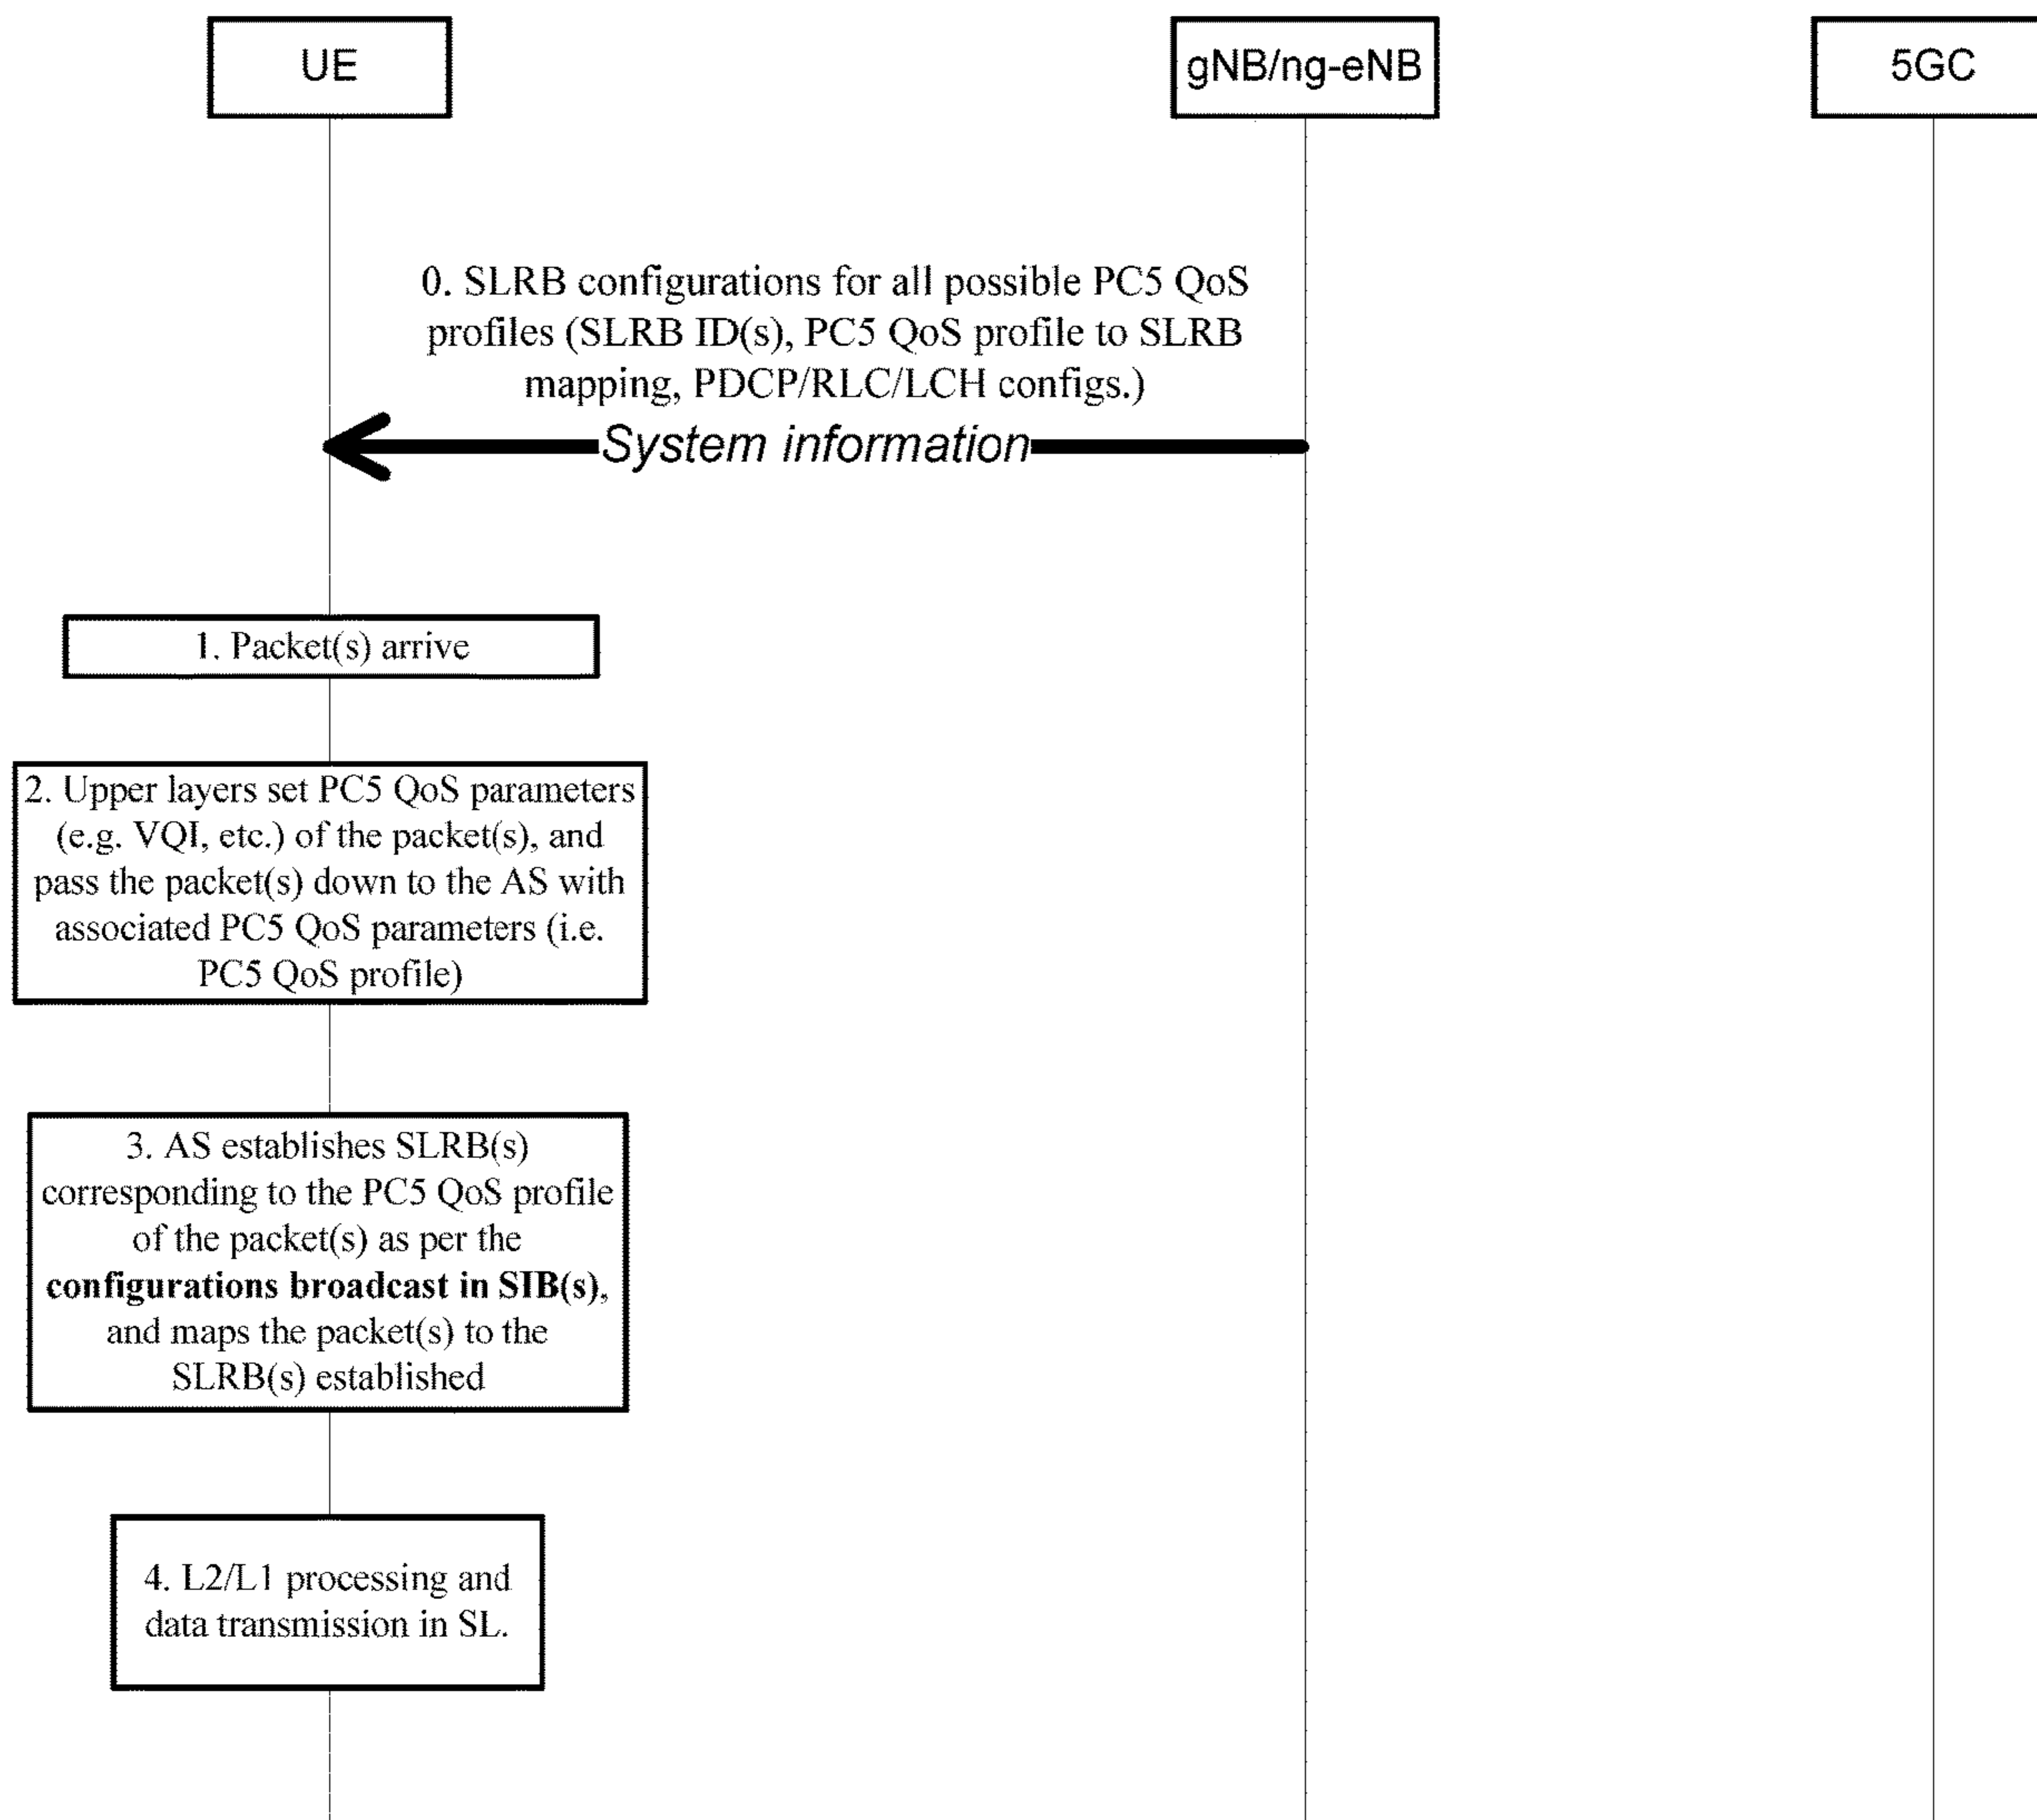 UE
gNB/ng-eNB
5GC
0. SLRB configurations for all possible PC5 QoS
profiles (SLRB ID(s), PC5 QoS profile to SLRB
mapping, PDCP/RLC/LCH configs.)
System information
1. Packet(s) arrive
2. Upper layers set PC5 QoS parameters
(e.g. VQI, etc.) of the packet(s), and
pass the packet(s) down to the AS with
associated PC5 QoS parameters (i.e.
PC5 QoS profile)
3. AS establishes SLRB(s)
corresponding to the PC5 QoS profile
of the packet(s) as per the
configurations broadcast in SIB(s),
and maps the packet(s) to the
SLRB(s) established
4. L2/L1 processing and
data transmission in SL.